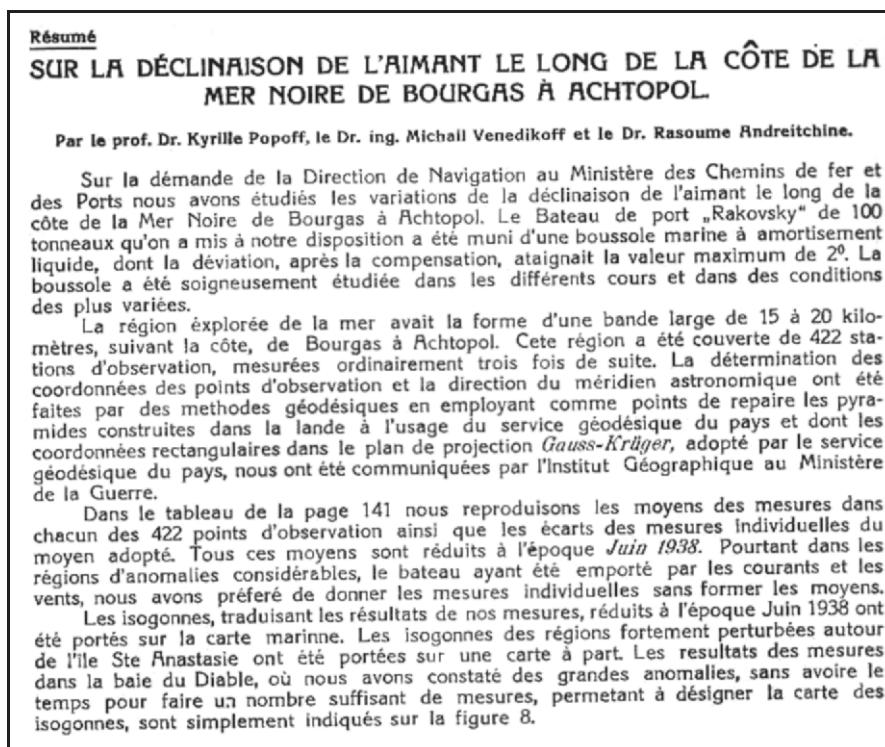 Résumé
SUR LA DÉCLINAISON DE L'AIMANT LE LONG DE LA CÔTE DE LA
MER NOIRE DE BOURGAS À ACHTOPOL.
Par le prof. Dr. Kyrille Popoff, le Dr. ing. Michail Venedikoff et le Dr. Rasoume Andreitchine.
Sur la démande de la Direction de Navigation au Ministère des Chemins de fer et
des Ports nous avons étudiés les variations de la déclinaison de l'aimant le long de la
côte de la Mer Noire de Bourgas à Achtopol. Le Bateau de port „Rakovsky" de 100
tonneaux qu'on a mis à notre disposition a été muni d'une boussole marine à amortisement
liquide, dont la déviation, après la compensation, ataignait la valeur maximum de 2⁰. La
boussole a été soigneusement étudiée dans les différents cours et dans des conditions
des plus variées.
La région éxplorée de la mer avait la forme d'une bande large de 15 à 20 kilo-
mètres, suivant la côte, de Bourgas à Achtopol. Cete région a été couverte de 422 sta-
tions d'observation, mesurées ordinairement trois fois de suite. La détermination des
coordonnées des points d'observation et la direction du méridien astronomique ont été
faites par des methodes géodésiques en employant comme points de repaire les pyra-
mides construites dans la lande à l'usage du service géodésique du pays et dont les
coordonnées rectangulaires dans le plan de projection Gauss-Krüger, adopté par le service
géodésique du pays, nous ont été communiquées par l'Institut Géographique au Ministère
de la Guerre.
Dans le tableau de la page 141 nous reproduisons les moyens des mesures dans
chacun des 422 points d'observation ainsi que les écarts des mesures individuelles du
moyen adopté. Tous ces moyens sont réduits à l'époque Juin 1938. Pourtant dans les
régions d'anomalies considérables, le bateau ayant été emporté par les courants et les
vents, nous avons préferé de donner les mesures individuelles sans former les moyens.
Les isogonnes, traduisant les résultats de nos mesures, réduits à l'époque Juin 1938 ont
été portés sur la carte marinne. Les isogonnes des régions fortement perturbées autour
de l'île Ste Anastasie ont été portées sur une carte à part. Les resultats des mesures
dans la baie du Diable, où nous avons constaté des grandes anomalies, sans avoire le
temps pour faire un nombre suffisant de mesures, permetant à désigner la carte des
isogonnes, sont simplement indiqués sur la figure 8.